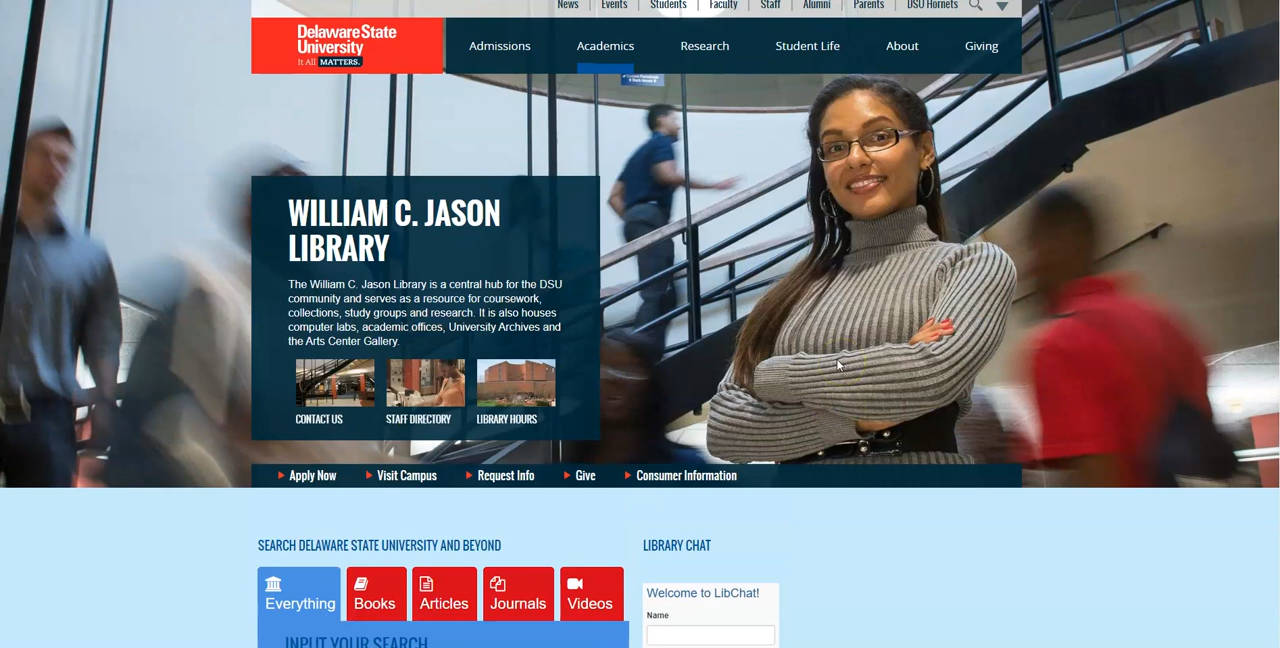 News Events Students Faculty Staff Alumni Parents DSU Hornets
Delaware State
University
It All MATTERS.
Admissions Academics Research Student Life About Giving
WILLIAM C. JASON
LIBRARY
The William C. Jason Library is a central hub for the DSU
community and serves as a resource for coursework,
collections, study groups and research. It is also houses
computer labs, academic offices, University Archives and
the Arts Center Gallery.
CONTACT US STAFF DIRECTORY LIBRARY HOURS
Apply Now Visit Campus Request Info Give Consumer Information
SEARCH DELAWARE STATE UNIVERSITY AND BEYOND
LIBRARY CHAT
Everything Books Articles Journals Videos
Welcome to LibChat!
Name
INPUT YOUR SEARCH